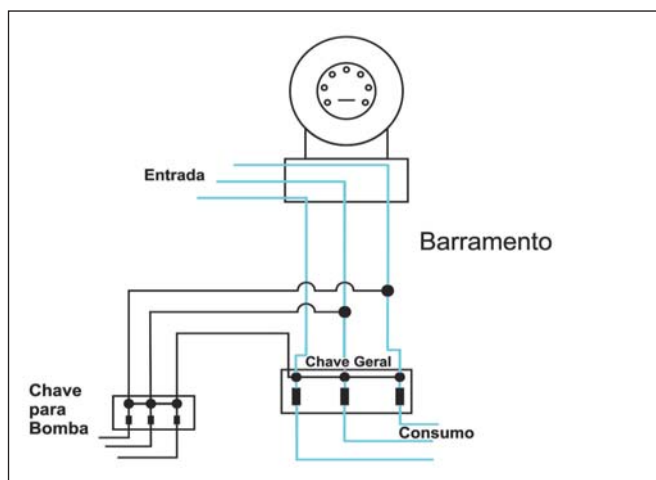 Entrada
Barramento
Chave Geral
Chave
para
Bomba
Consumo